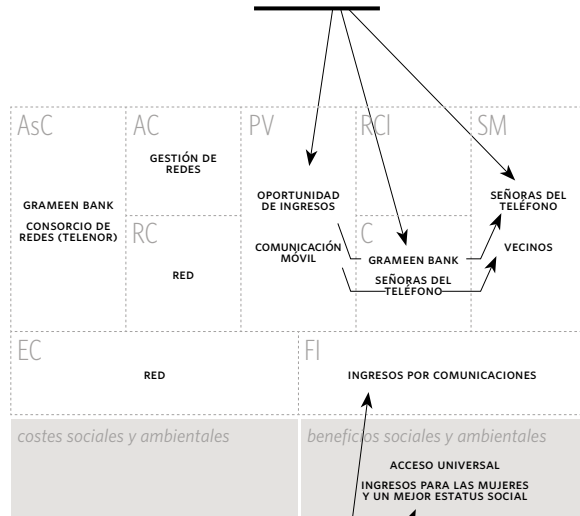 AsC
AC
PV
RCI
SM
GESTIÓN DE
REDES
GRAMEEN BANK
CONSORCIO DE
REDES (TELENOR)
OPORTUNIDAD
DE INGRESOS
SEÑORAS DEL
TELÉFONO
RC
C
COMUNICACIÓN
MÓVIL
VECINOS
GRAMEEN BANK
RED
SEÑORAS DEL
TELÉFONO
EC
FI
RED
INGRESOS POR COMUNICACIONES
costes sociales y ambientales
beneficios sociales y ambientales
ACCESO UNIVERSAL
INGRESOS PARA LAS MUJERES
Y UN MEJOR ESTATUS SOCIAL